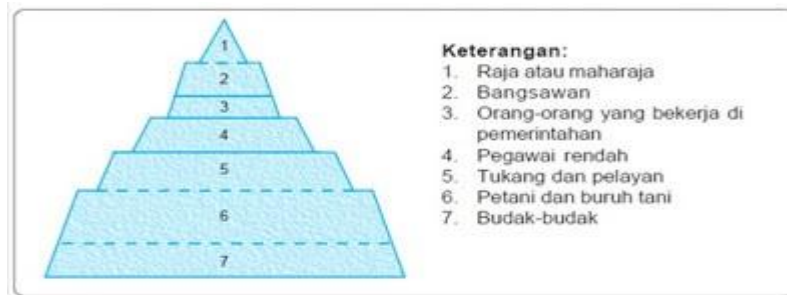 1
2
3
4
5
6
7
Keterangan:
1. Raja atau maharaja
2. Bangsawan
3. Orang-orang yang bekerja di
pemerintahan
4. Pegawai rendah
5. Tukang dan pelayan
6. Petani dan buruh tani
7. Budak-budak